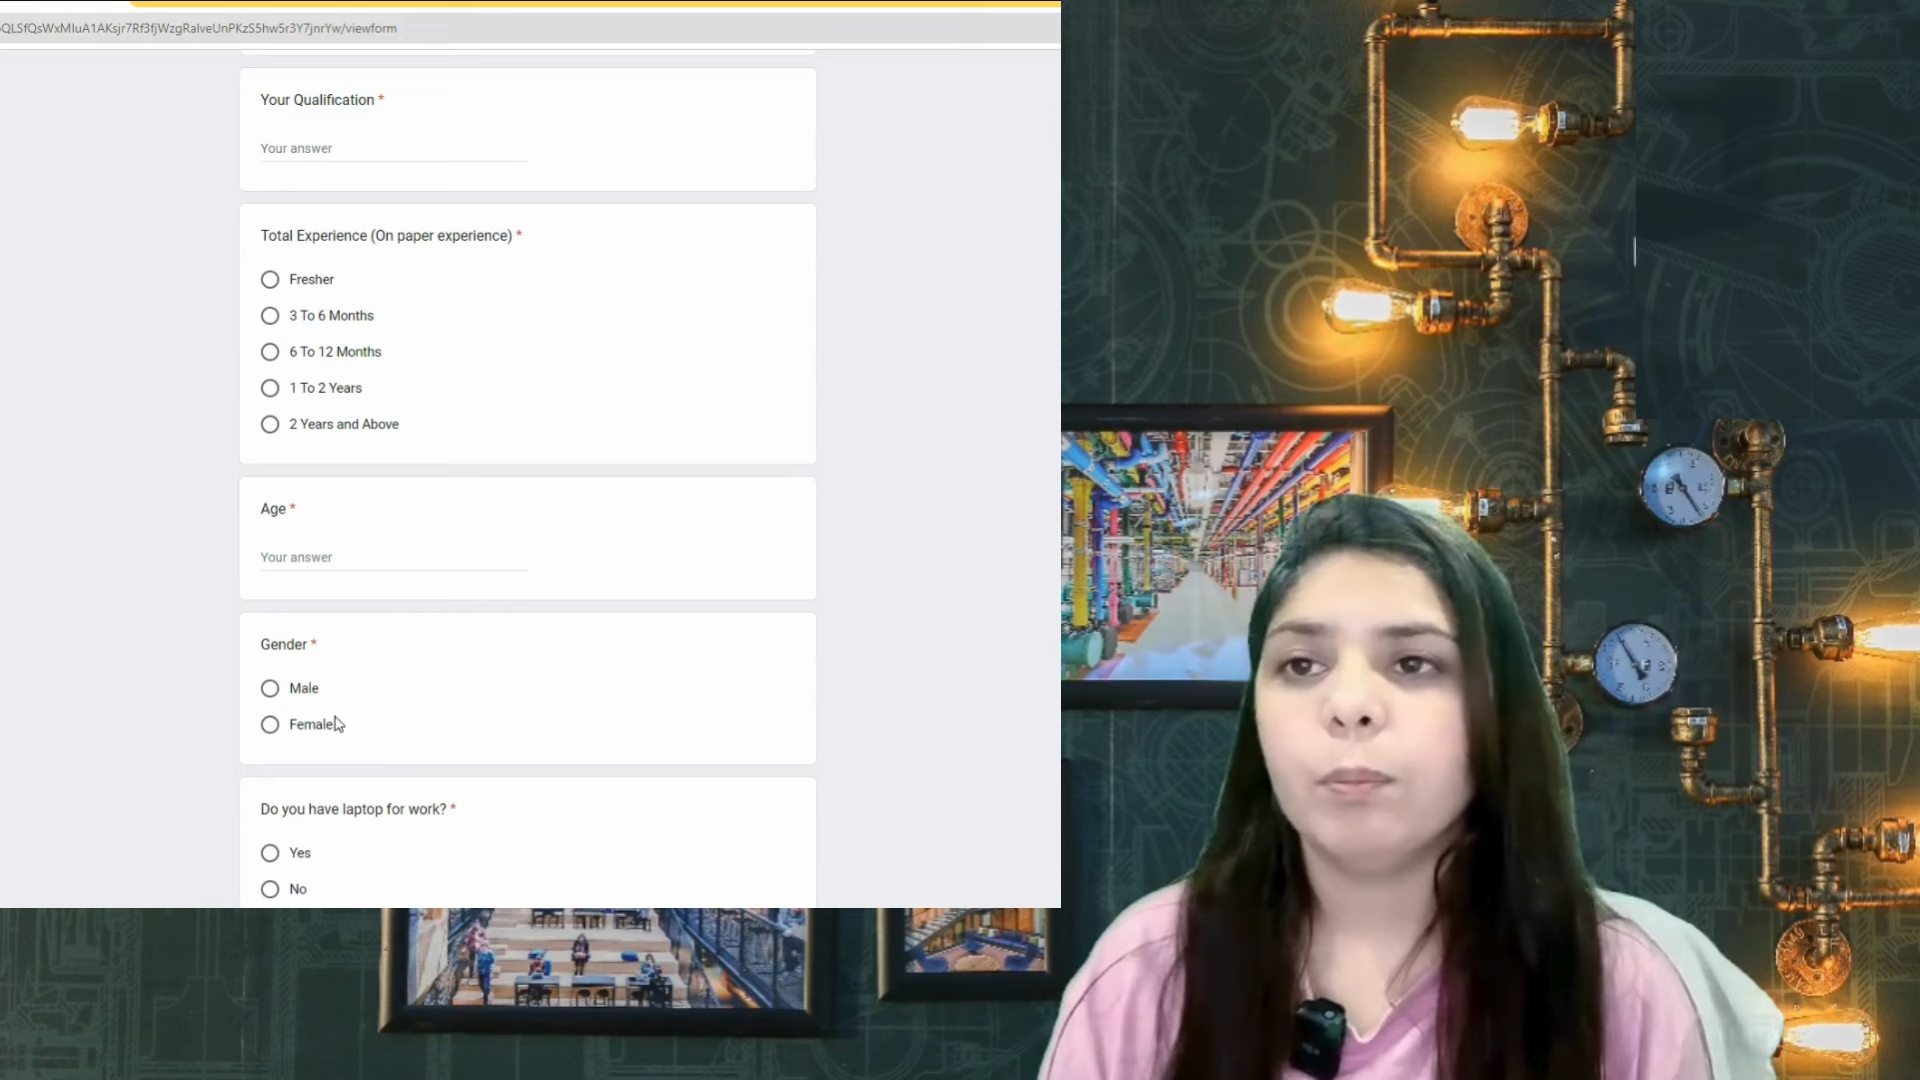 QLSfQsWxMIuA1AKsjr7Rf3fjWzgRalveUnPKzS5hw5r3Y7jnrYw/viewform
Your Qualification *
Your answer
Total Experience (On paper experience) *
Fresher
3 To 6 Months
6 To 12 Months
1 To 2 Years
2 Years and Above
Age *
Your answer
Gender *
Male
Female
Do you have laptop for work? *
Yes
No